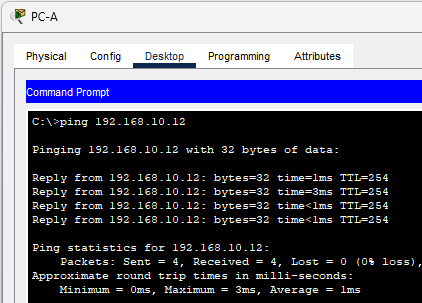 PC-A
Physical Config Desktop Programming Attributes
Command Prompt
C:\>ping 192.168.10.12
Pinging 192.168.10.12 with 32 bytes of data:
Reply from 192.168.10.12: bytes=32 time=1ms TTL=254
Reply from 192.168.10.12: bytes=32 time=3ms TTL=254
Reply from 192.168.10.12: bytes=32 time<1ms TTL=254
Reply from 192.168.10.12: bytes=32 time<1ms TTL=254
Ping statistics for 192.168.10.12:
Packets: Sent = 4, Received = 4, Lost = 0 (0% loss),
Approximate round trip times in milli-seconds:
Minimum = 0ms, Maximum = 3ms, Average = 1ms